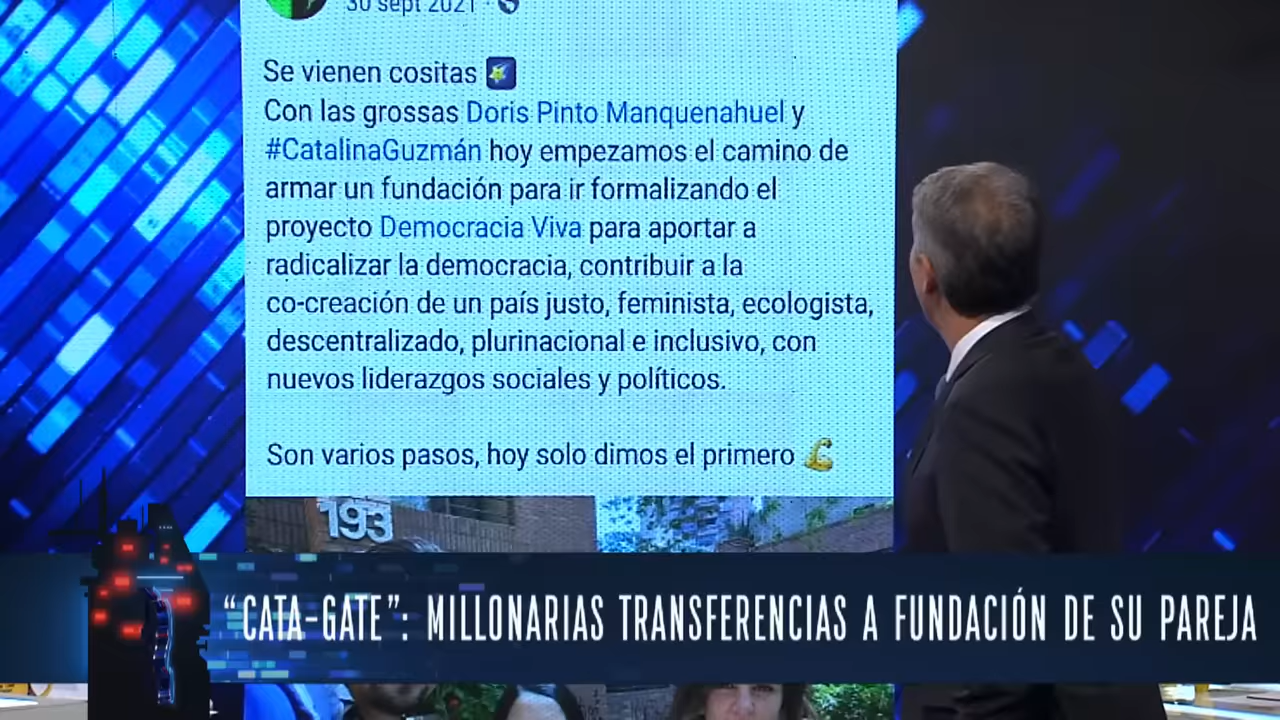 30 sept 2021 ·
Se vienen cositas
Con las grossas Doris Pinto Manquenahuel y
#CatalinaGuzmán hoy empezamos el camino de
armar un fundación para ir formalizando el
proyecto Democracia Viva para aportar a
radicalizar la democracia, contribuir a la
co-creación de un país justo, feminista, ecologista,
descentralizado, plurinacional e inclusivo, con
nuevos liderazgos sociales y políticos.
Son varios pasos, hoy solo dimos el primero
193
“CATA-GATE”: MILLONARIAS TRANSFERENCIAS A FUNDACIÓN DE SU PAREJA